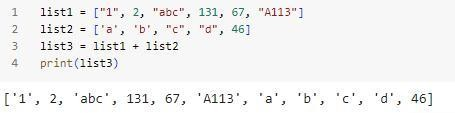 1 list1 = ["1", 2, "abc", 131, 67, "A113"]
2 list2 = ['a', 'b', "c", "d", 46]
3 list3 = list1 + list2
4 print(list3)
['1', 2, 'abc', 131, 67, 'A113', 'a', 'b', 'c', 'd', 46]